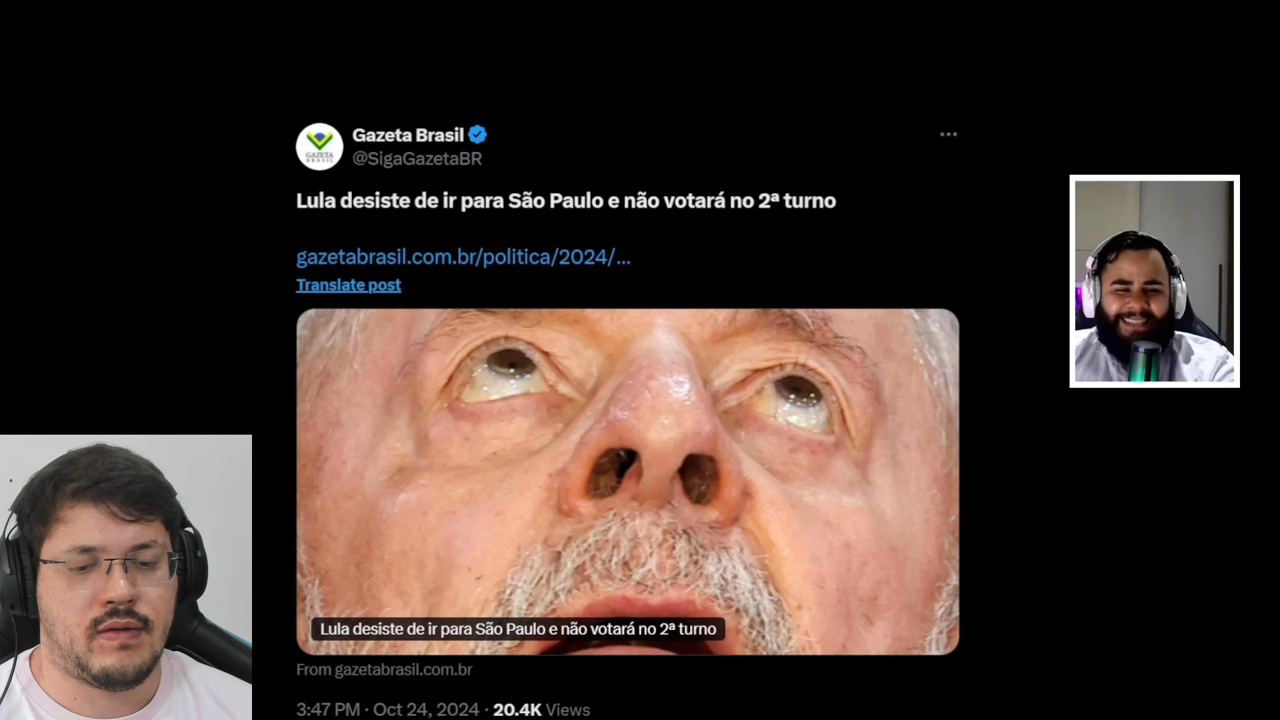 Gazeta Brasil
@SigaGazetaBR
GAZETA
BRASIL
Lula desiste de ir para São Paulo e não votará no 2ª turno
gazetabrasil.com.br/politica/2024/...
Translate post
Lula desiste de ir para São Paulo e não votará no 2ª turno
From gazetabrasil.com.br
3:47 PM · Oct 24, 2024 · 20.4K Views